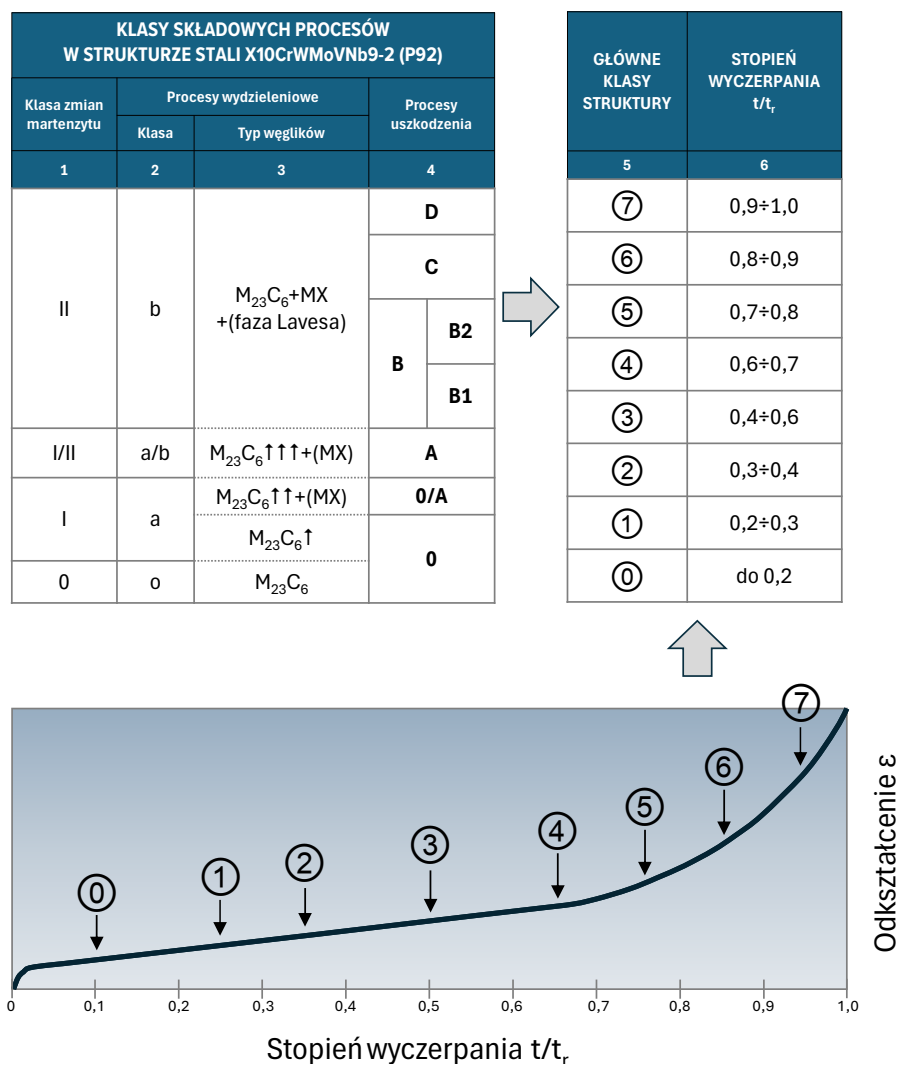 KLASY SKŁADOWYCH PROCESÓW
W STRUKTURZE STALI X10CrWMoVNb9-2 (P92)
Klasa zmian
martenzytu
Procesy wydzieleniowe
Klasa
Typ węglików
Procesy
uszkodzenia
1
2
3
4
II
b
M₂₃C₆+MX
+(faza Lavesa)
D
C
B
B2
B1
I/II
a/b
M₂₃C₆↑↑↑+(MX)
A
I
a
M₂₃C₆↑↑+(MX)
0/A
M₂₃C₆↑
0
0
o
M₂₃C₆
GŁÓWNE
KLASY
STRUKTURY
STOPIEŃ
WYCZERPANIA
t/tᵣ
5
6
⑦ 0,9÷1,0
⑥ 0,8÷0,9
⑤ 0,7÷0,8
④ 0,6÷0,7
③ 0,4÷0,6
② 0,3÷0,4
① 0,2÷0,3
⓪ do 0,2
⓪
①
②
③
④
⑤
⑥
⑦
Odkształcenie ε
0 0,1 0,2 0,3 0,4 0,5 0,6 0,7 0,8 0,9 1,0
Stopień wyczerpania t/tᵣ